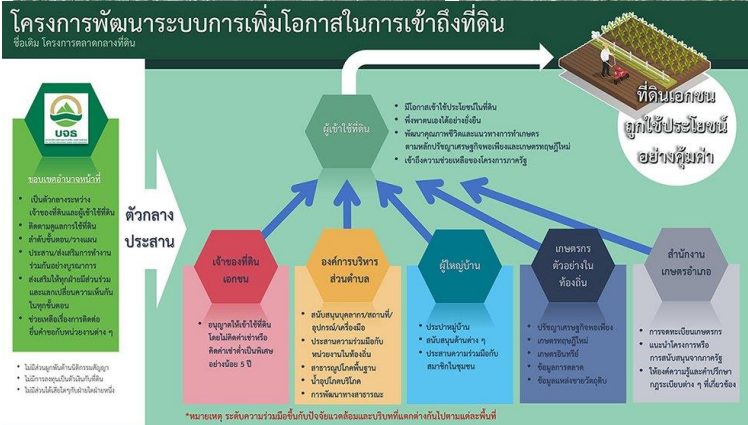 โครงการพัฒนาระบบการเพิ่มโอกาสในการเข้าถึงที่ดิน
ชื่อเดิม โครงการตลาดกลางที่ดิน
บจธ
ขอบเขตอำนาจหน้าที่
• เป็นตัวกลางระหว่าง
เจ้าของที่ดินและผู้เข้าใช้ที่ดิน
• ติดตามดูแลการใช้ที่ดิน
• ลำดับขั้นตอน/วางแผน
• ประสาน/ส่งเสริมการทำงาน
ร่วมกันอย่างบูรณาการ
• ส่งเสริมให้ทุกฝ่ายมีส่วนร่วม
และแลกเปลี่ยนความเห็นกัน
ในทุกขั้นตอน
• ช่วยเหลือเรื่องการติดต่อ
ยื่นคำขอกับหน่วยงานต่าง ๆ
• ไม่มีส่วนผูกพันด้านนิติกรรมสัญญา
• ไม่มีการลงทุนเป็นตัวเงินกับที่ดิน
• ไม่มีส่วนได้เสียใดๆกับฝ่ายใดฝ่ายหนึ่ง
ตัวกลาง
ประสาน
ผู้เข้าใช้ที่ดิน
• มีโอกาสเข้าใช้ประโยชน์ในที่ดิน
• พึ่งพาตนเองได้อย่างยั่งยืน
• พัฒนาคุณภาพชีวิตและแนวทางการทำเกษตร
ตามหลักปรัชญาเศรษฐกิจพอเพียงและเกษตรทฤษฎีใหม่
• เข้าถึงความช่วยเหลือของโครงการภาครัฐ
ที่ดินเอกชน
ถูกใช้ประโยชน์
อย่างคุ้มค่า
เจ้าของที่ดิน
เอกชน
• อนุญาตให้เข้าใช้ที่ดิน
โดยไม่คิดค่าเช่าหรือ
คิดค่าเช่าต่ำเป็นพิเศษ
อย่างน้อย 5 ปี
องค์การบริหาร
ส่วนตำบล
• สนับสนุนบุคลากร/สถานที่/
อุปกรณ์/เครื่องมือ
• ประสานความร่วมมือกับ
หน่วยงานในท้องถิ่น
• สาธารณูปโภคพื้นฐาน
• น้ำอุปโภคบริโภค
• การพัฒนาทางสาธารณะ
ผู้ใหญ่บ้าน
• ประปาหมู่บ้าน
• สนับสนุนด้านต่าง ๆ
• ประสานความร่วมมือกับ
สมาชิกในชุมชน
เกษตรกร
ตัวอย่างใน
ท้องถิ่น
• ปรัชญาเศรษฐกิจพอเพียง
• เกษตรทฤษฎีใหม่
• เกษตรอินทรีย์
• ข้อมูลการตลาด
• ข้อมูลแหล่งขายวัตถุดิบ
สำนักงาน
เกษตรอำเภอ
• การจดทะเบียนเกษตรกร
• แนะนำโครงการหรือ
การสนับสนุนจากภาครัฐ
• ให้องค์ความรู้และคำปรึกษา
กฎระเบียบต่าง ๆ ที่เกี่ยวข้อง
*หมายเหตุ ระดับความร่วมมือขึ้นกับปัจจัยแวดล้อมและบริบทที่แตกต่างกันไปตามแต่ละพื้นที่